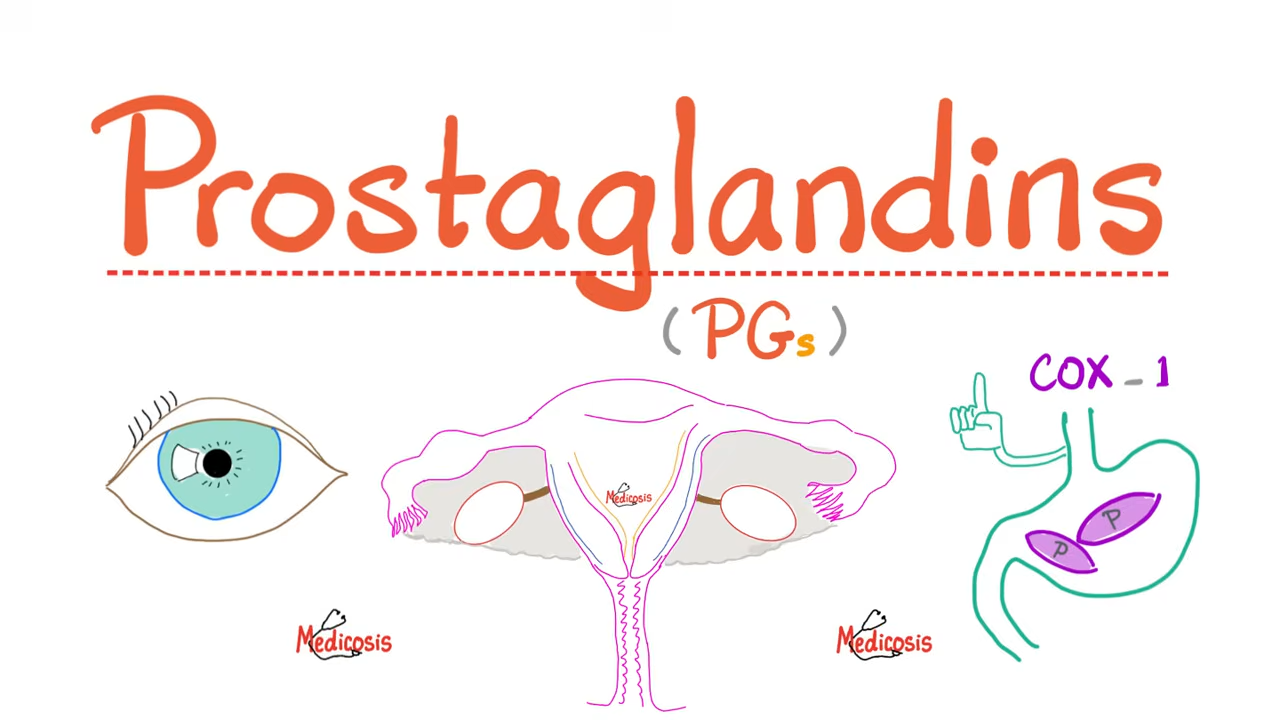 Prostaglandins
(PGs)
COX-1
Medicosis
P
P
Medicosis
Medicosis